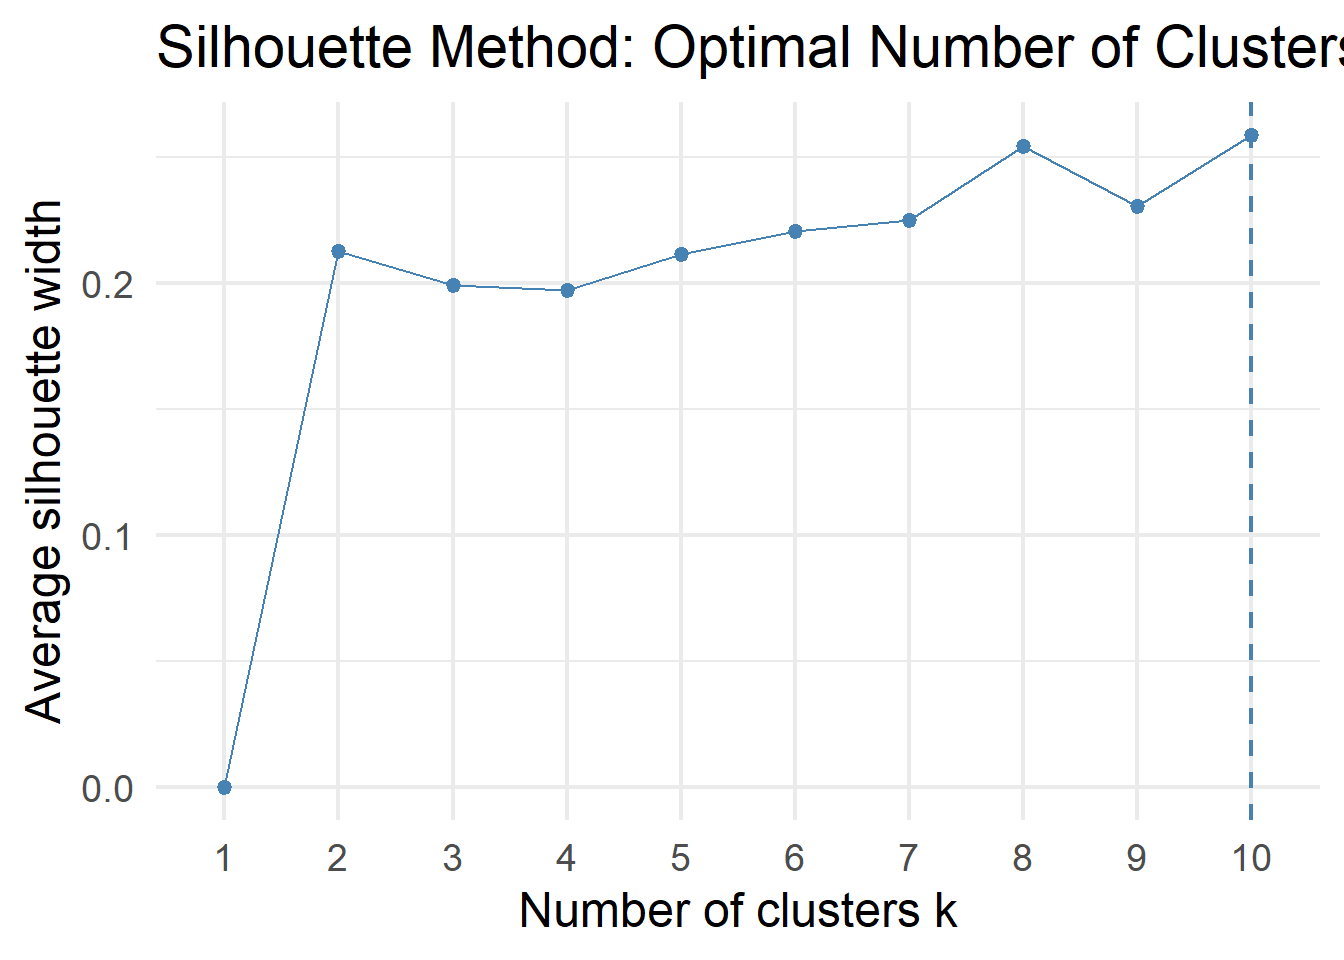 Silhouette Method: Optimal Number of Clusters
Average silhouette width
0.2
0.1
0.0
1 2 3 4 5 6 7 8 9 10
Number of clusters k